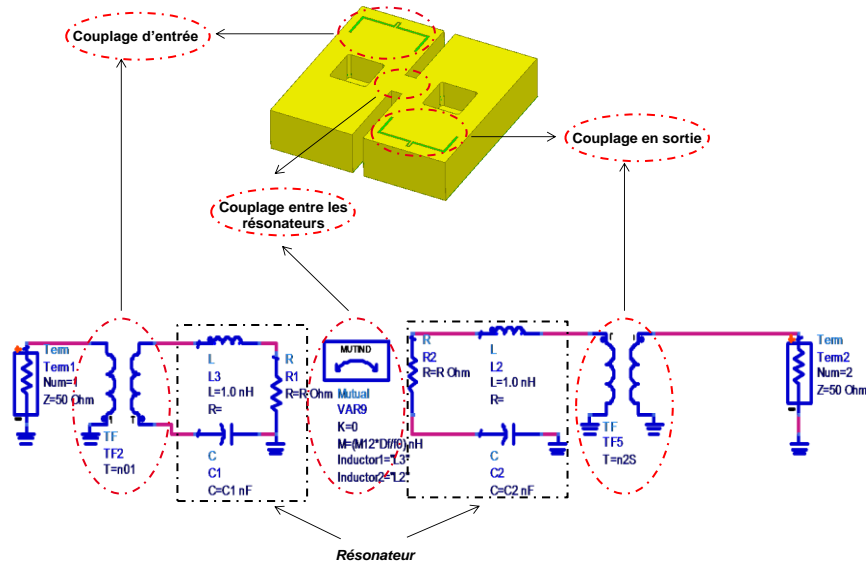 Couplage d'entrée
Couplage en sortie
Couplage entre les
résonateurs
Term
Term1
Num=1
Z=50 Ohm
TF
TF2
T=n01
L
L3
L=1.0 nH
R=
R
R1
R=R Ohm
C
C1
C=C1 nF
MUTIND
Mutual
VAR9
K=0
M=(M12*Df/f0) nH
Inductor1="L3"
Inductor2="L2"
R
R2
R=R Ohm
L
L2
L=1.0 nH
R=
C
C2
C=C2 nF
TF
TF5
T=n2S
Term
Term2
Num=2
Z=50 Ohm
Résonateur